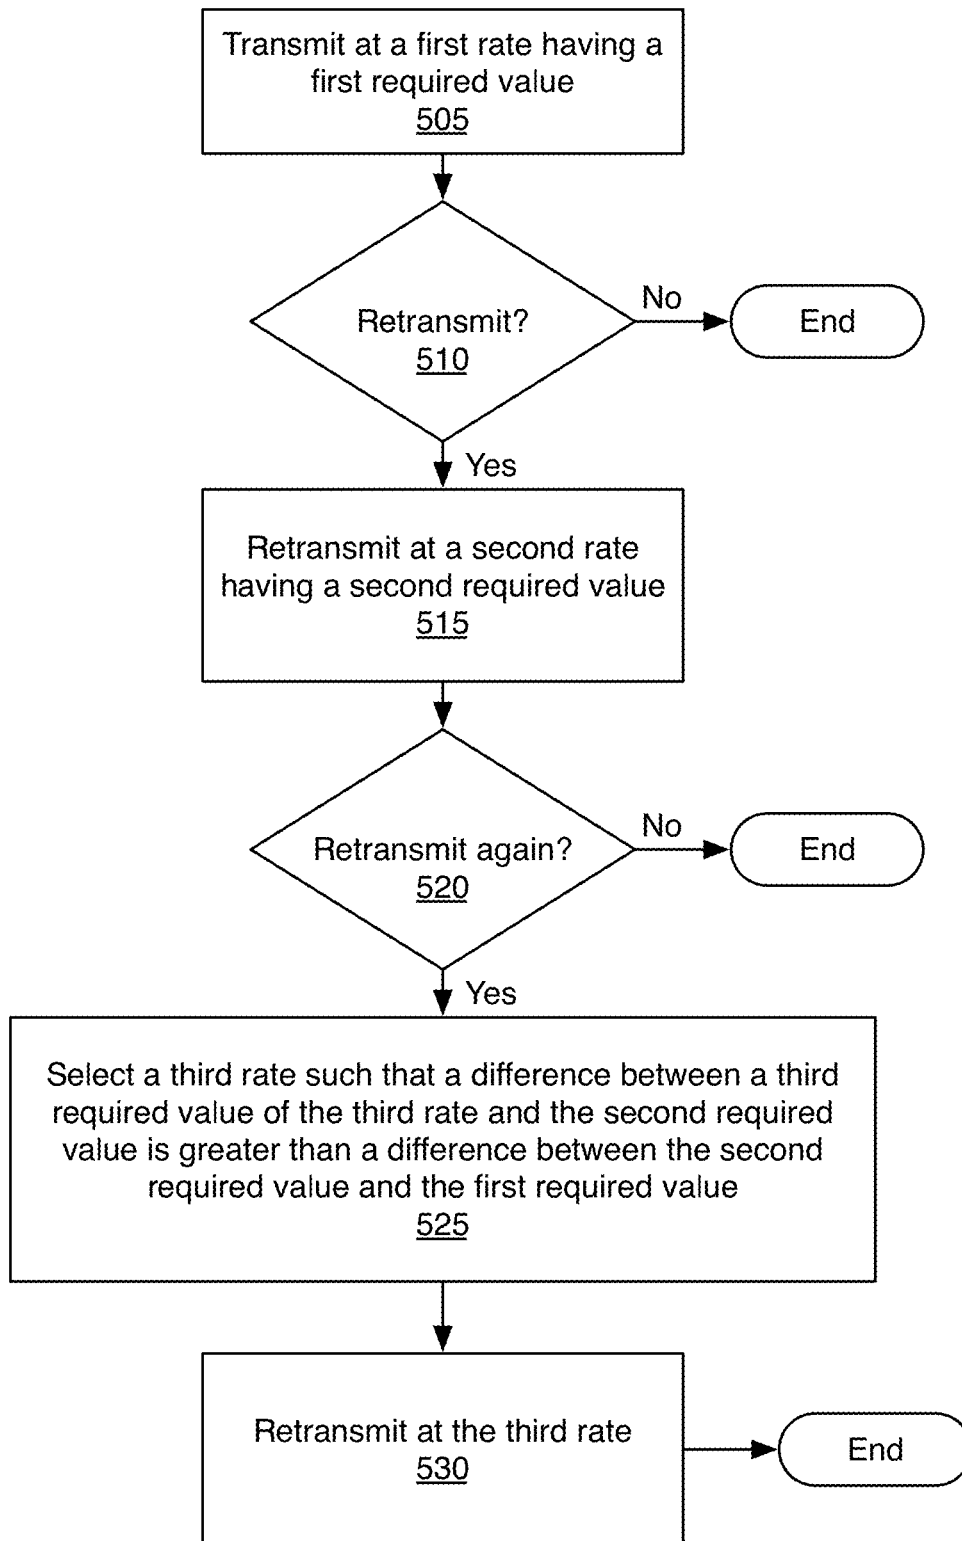 Transmit at a first rate having a
first required value
505
Retransmit?
510
No
End
Yes
Retransmit at a second rate
having a second required value
515
Retransmit again?
520
No
End
Yes
Select a third rate such that a difference between a third
required value of the third rate and the second required
value is greater than a difference between the second
required value and the first required value
525
Retransmit at the third rate
530
End